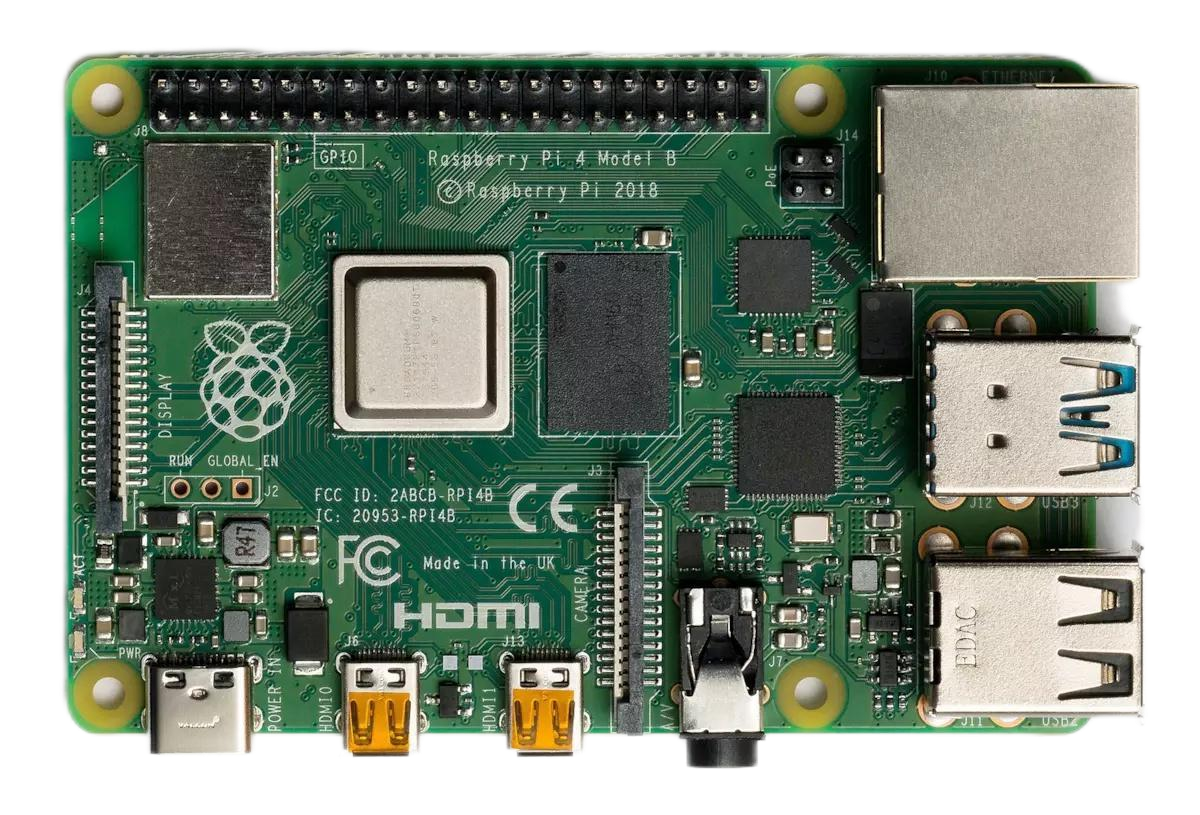 J10 ETHERNET
J8
J14
GPIO
Raspberry Pi 4 Model B
© Raspberry Pi 2018
PoE
J4
DISPLAY
RUN GLOBAL_EN
J2
J3
FCC ID: 2ABCB-RPI4B
IC: 20953-RPI4B
CE
FC
Made in the UK
HDMI
CAMERA
R47
ACT
PWR
POWER IN
J6
HDMI0
J13
HDMI1
J7
A/V
J12 USB3
EDAC
J11 USB2